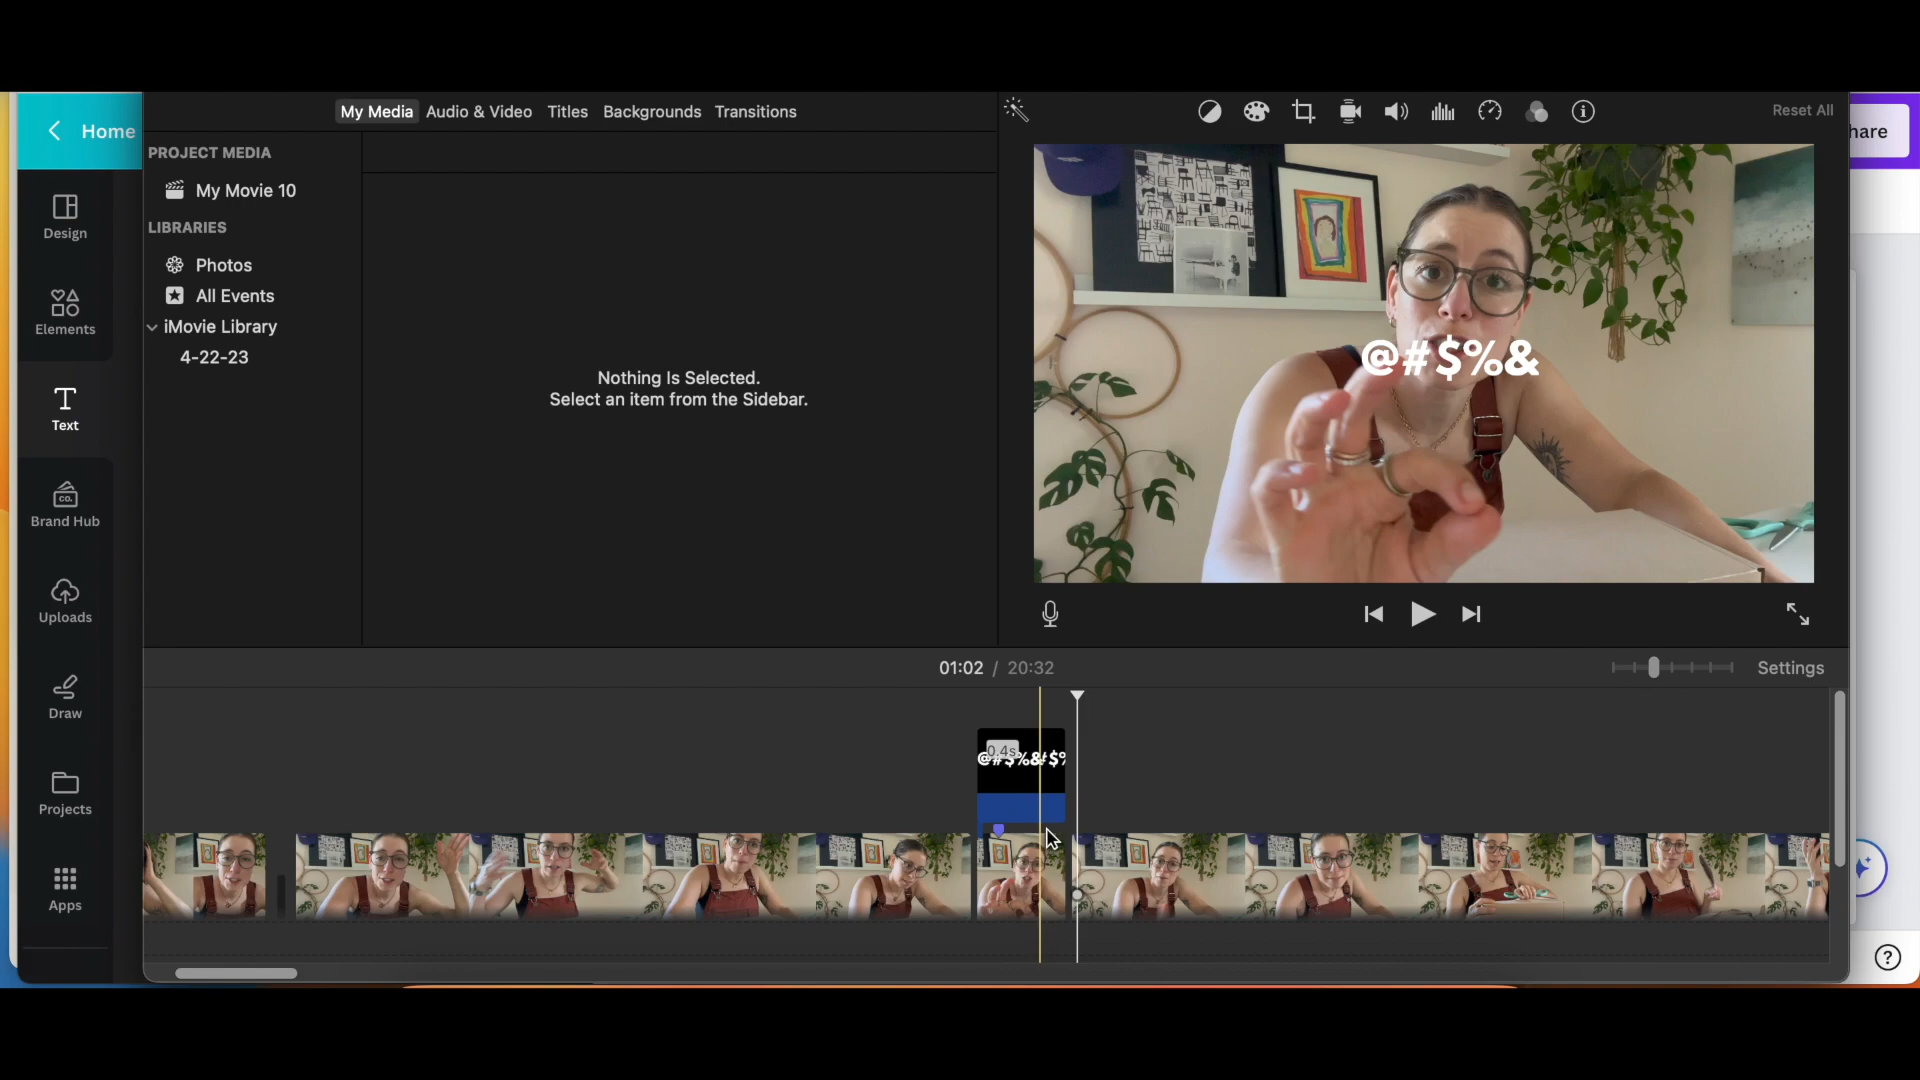 Home
Design
Elements
Text
Brand Hub
CO.
Uploads
Draw
Projects
Apps
My Media Audio & Video Titles Backgrounds Transitions
PROJECT MEDIA
My Movie 10
LIBRARIES
Photos
All Events
iMovie Library
4-22-23
Nothing Is Selected.
Select an item from the Sidebar.
Reset All
hare
@#$%&
01:02 / 20:32
Settings
0.4s
@#$%&#$%
?